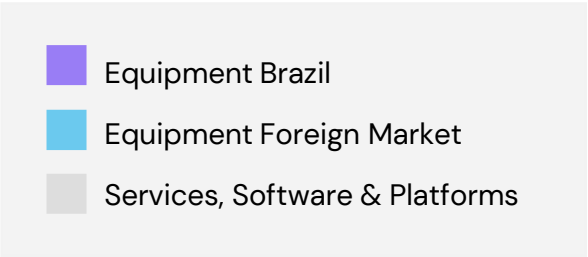 Equipment Brazil
Equipment Foreign Market
Services, Software & Platforms